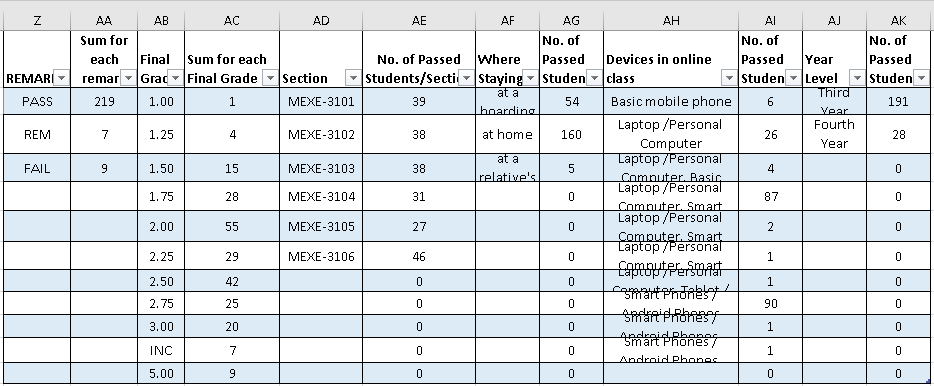 Z AA AB AC AD AE AF AG AH AI AJ AK
Sum for No. of No. of No. of
each Final Sum for each No. of Passed Where Passed Devices in online Passed Year Passed
REMAR remar Grac Final Grade Section Students/Secti Staying Studen class Studen Level Studen
PASS 219 1.00 1 MEXE-3101 39 at a boarding 54 Basic mobile phone 6 Third Year 191
REM 7 1.25 4 MEXE-3102 38 at home 160 Laptop /Personal Computer 26 Fourth Year 28
FAIL 9 1.50 15 MEXE-3103 38 at a relative's 5 Laptop /Personal Computer, Basic 4 0
1.75 28 MEXE-3104 31 0 Laptop /Personal Computer, Smart 87 0
2.00 55 MEXE-3105 27 0 Laptop /Personal Computer, Smart 2 0
2.25 29 MEXE-3106 46 0 Laptop /Personal Computer, Smart 1 0
2.50 42 0 0 Laptop /Personal Computer, Tablet / 1 0
2.75 25 0 0 Smart Phones / Android Phones 90 0
3.00 20 0 0 Smart Phones / Android Phones 1 0
INC 7 0 0 Smart Phones / Android Phones 1 0
5.00 9 0 0 0 0